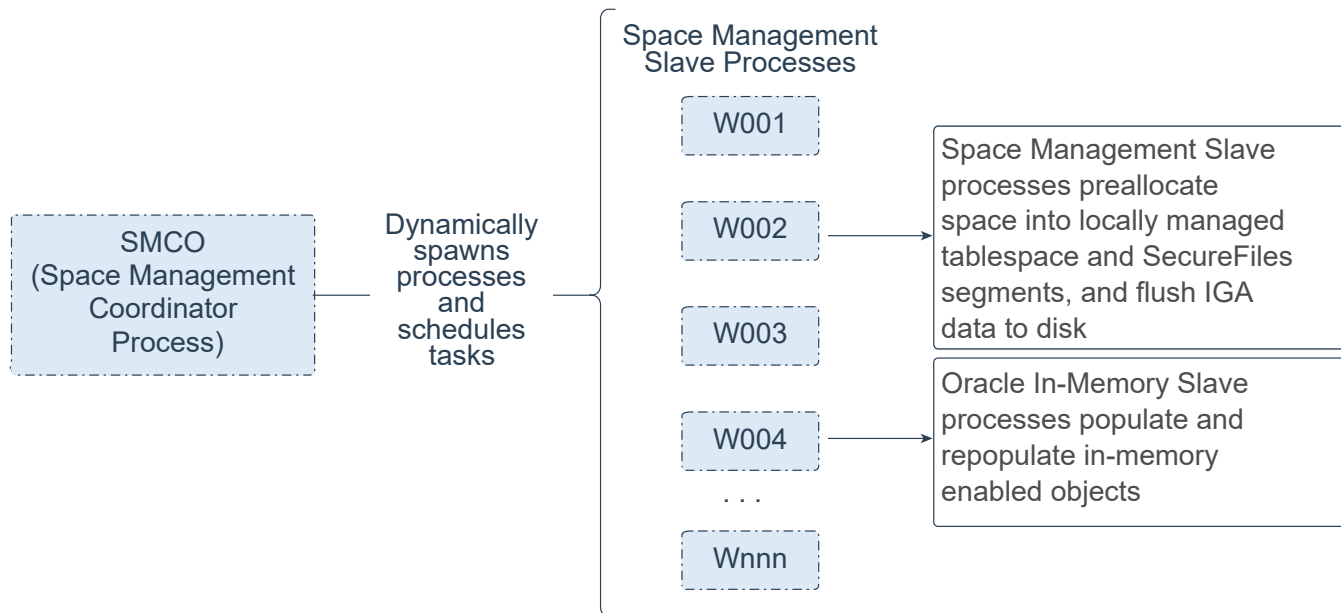 SMCO
(Space Management
Coordinator
Process)
Dynamically
spawns
processes
and
schedules
tasks
Space Management
Slave Processes
W001
W002
W003
W004
. . .
Wnnn
Space Management Slave
processes preallocate
space into locally managed
tablespace and SecureFiles
segments, and flush IGA
data to disk
Oracle In-Memory Slave
processes populate and
repopulate in-memory
enabled objects